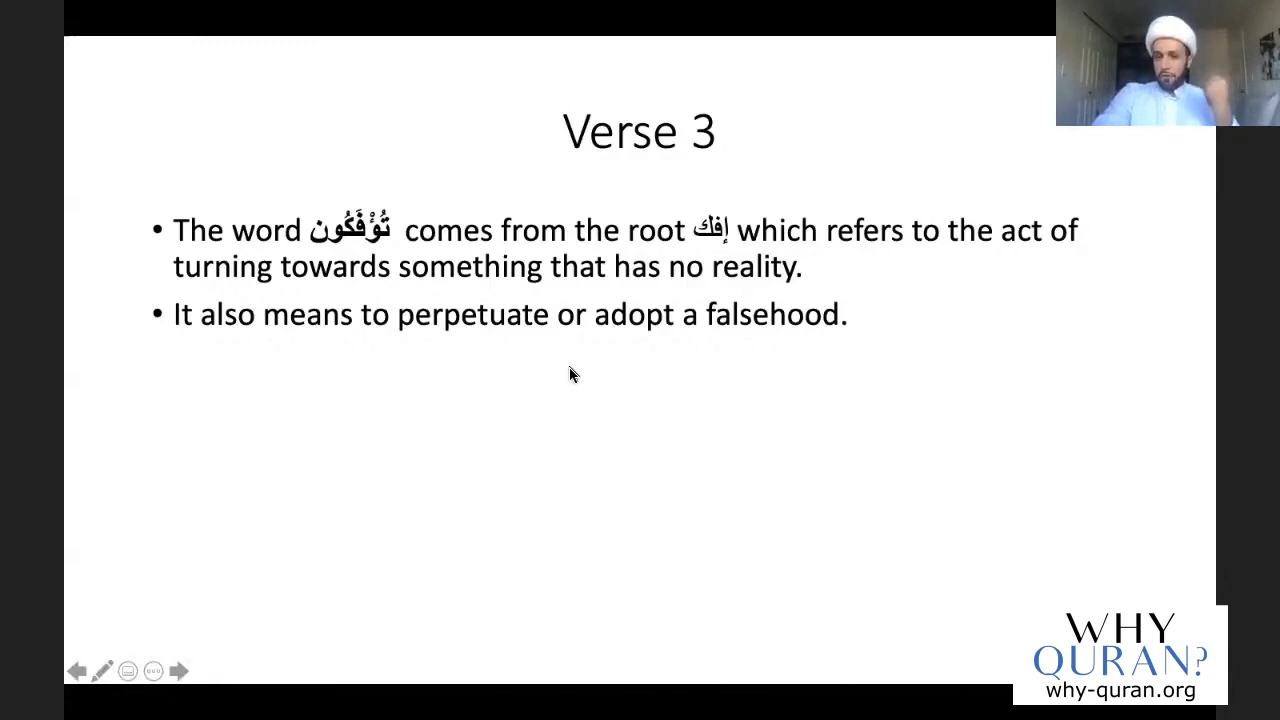 Verse 3
• The word تُؤْفَكُون comes from the root إفك which refers to the act of
turning towards something that has no reality.
• It also means to perpetuate or adopt a falsehood.
WHY
QURAN?
why-quran.org